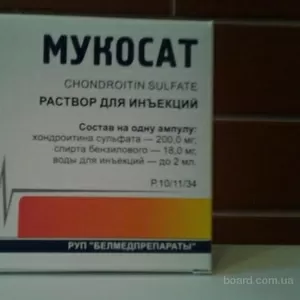 МУКОСАТ
CHONDROITIN SULFATE
РАСТВОР ДЛЯ ИНЪЕКЦИЙ
Состав на одну ампулу:
хондроитина сульфата — 200,0 мг;
спирта бензилового — 18,0 мг;
воды для инъекций — до 2 мл.
Р.10/11/34
РУП "БЕЛМЕДПРЕПАРАТЫ"
board.com.ua